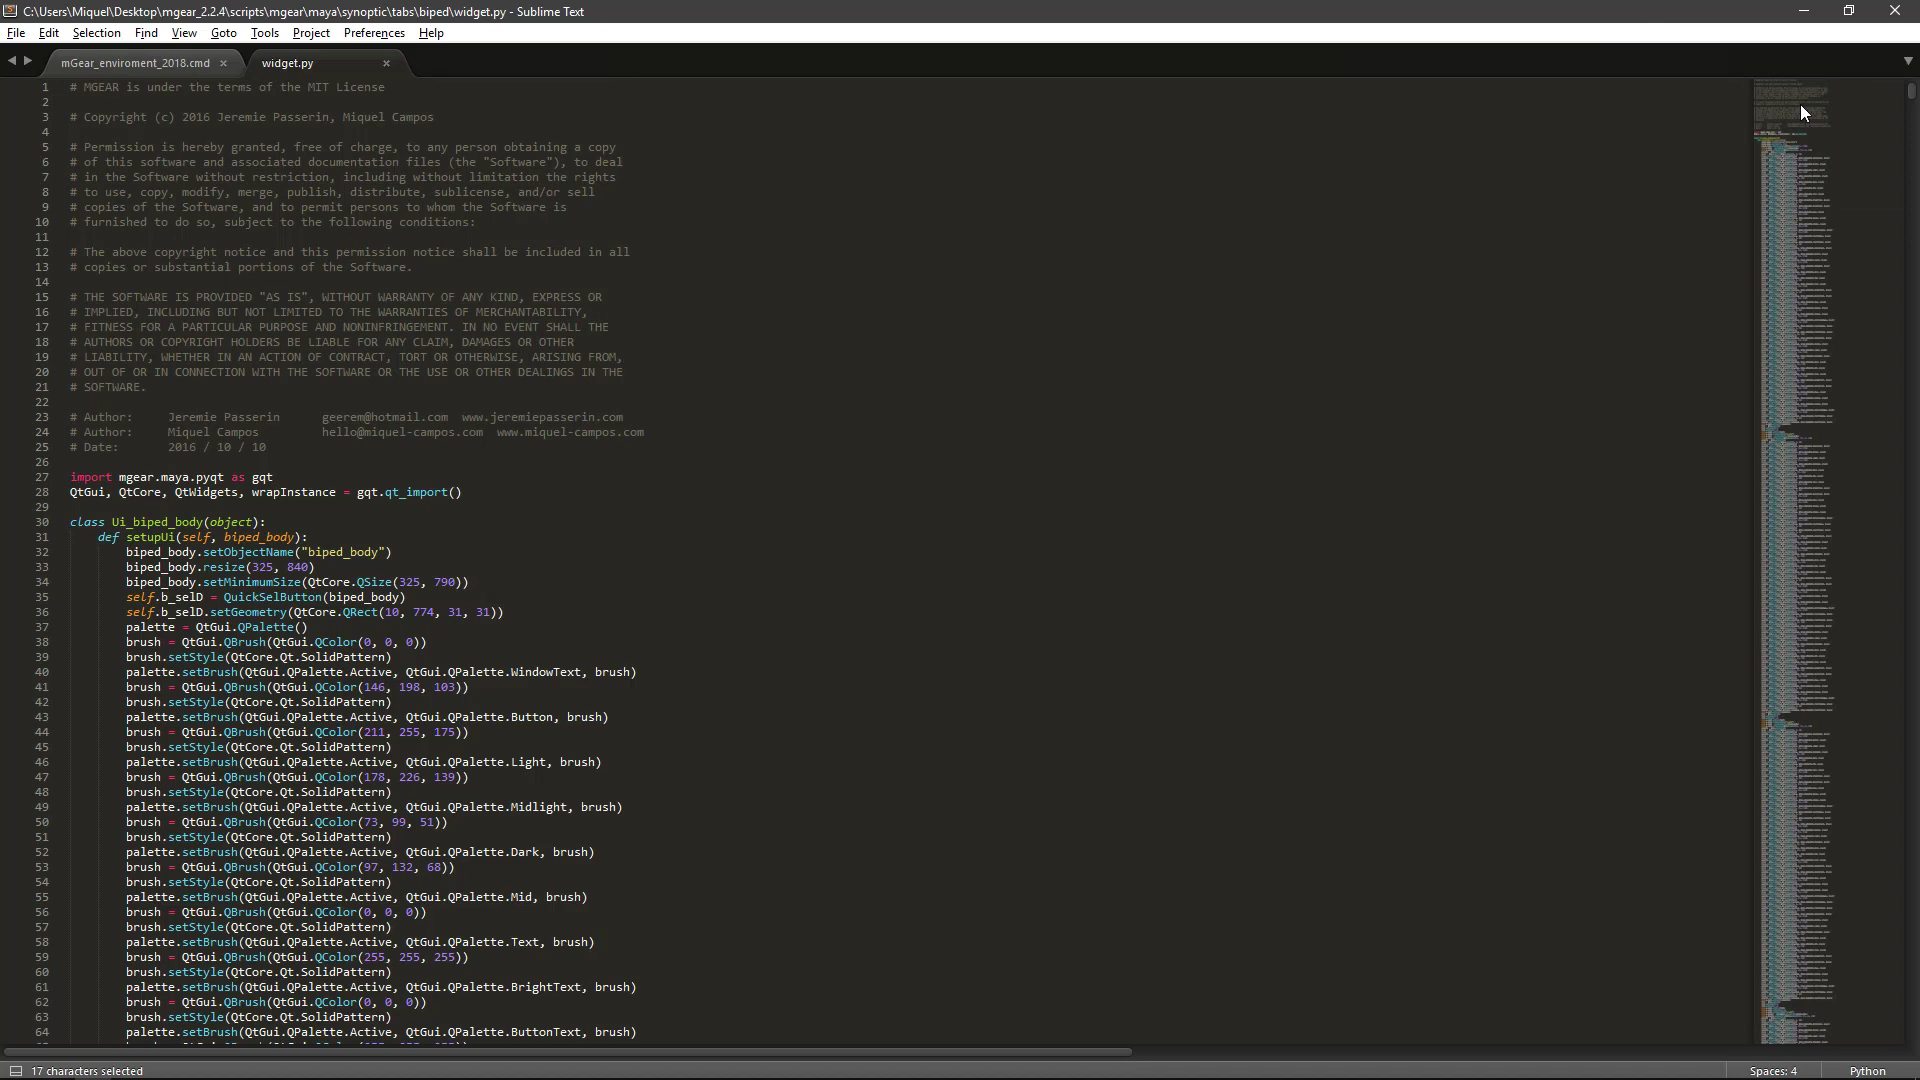 C:\Users\Miquel\Desktop\mgear_2.2.4\scripts\mgear\maya\synoptic\tabs\biped\widget.py - Sublime Text
File Edit Selection Find View Goto Tools Project Preferences Help
mGear_enviroment_2018.cmd × widget.py ×
1 # MGEAR is under the terms of the MIT License
2
3 # Copyright (c) 2016 Jeremie Passerin, Miquel Campos
4
5 # Permission is hereby granted, free of charge, to any person obtaining a copy
6 # of this software and associated documentation files (the "Software"), to deal
7 # in the Software without restriction, including without limitation the rights
8 # to use, copy, modify, merge, publish, distribute, sublicense, and/or sell
9 # copies of the Software, and to permit persons to whom the Software is
10 # furnished to do so, subject to the following conditions:
11
12 # The above copyright notice and this permission notice shall be included in all
13 # copies or substantial portions of the Software.
14
15 # THE SOFTWARE IS PROVIDED "AS IS", WITHOUT WARRANTY OF ANY KIND, EXPRESS OR
16 # IMPLIED, INCLUDING BUT NOT LIMITED TO THE WARRANTIES OF MERCHANTABILITY,
17 # FITNESS FOR A PARTICULAR PURPOSE AND NONINFRINGEMENT. IN NO EVENT SHALL THE
18 # AUTHORS OR COPYRIGHT HOLDERS BE LIABLE FOR ANY CLAIM, DAMAGES OR OTHER
19 # LIABILITY, WHETHER IN AN ACTION OF CONTRACT, TORT OR OTHERWISE, ARISING FROM,
20 # OUT OF OR IN CONNECTION WITH THE SOFTWARE OR THE USE OR OTHER DEALINGS IN THE
21 # SOFTWARE.
22
23 # Author:     Jeremie Passerin      geerem@hotmail.com  www.jeremiepasserin.com
24 # Author:     Miquel Campos         hello@miquel-campos.com  www.miquel-campos.com
25 # Date:       2016 / 10 / 10
26
27 import mgear.maya.pyqt as gqt
28 QtGui, QtCore, QtWidgets, wrapInstance = gqt.qt_import()
29
30 class Ui_biped_body(object):
31     def setupUi(self, biped_body):
32         biped_body.setObjectName("biped_body")
33         biped_body.resize(325, 840)
34         biped_body.setMinimumSize(QtCore.QSize(325, 790))
35         self.b_selD = QuickSelButton(biped_body)
36         self.b_selD.setGeometry(QtCore.QRect(10, 774, 31, 31))
37         palette = QtGui.QPalette()
38         brush = QtGui.QBrush(QtGui.QColor(0, 0, 0))
39         brush.setStyle(QtCore.Qt.SolidPattern)
40         palette.setBrush(QtGui.QPalette.Active, QtGui.QPalette.WindowText, brush)
41         brush = QtGui.QBrush(QtGui.QColor(146, 198, 103))
42         brush.setStyle(QtCore.Qt.SolidPattern)
43         palette.setBrush(QtGui.QPalette.Active, QtGui.QPalette.Button, brush)
44         brush = QtGui.QBrush(QtGui.QColor(211, 255, 175))
45         brush.setStyle(QtCore.Qt.SolidPattern)
46         palette.setBrush(QtGui.QPalette.Active, QtGui.QPalette.Light, brush)
47         brush = QtGui.QBrush(QtGui.QColor(178, 226, 139))
48         brush.setStyle(QtCore.Qt.SolidPattern)
49         palette.setBrush(QtGui.QPalette.Active, QtGui.QPalette.Midlight, brush)
50         brush = QtGui.QBrush(QtGui.QColor(73, 99, 51))
51         brush.setStyle(QtCore.Qt.SolidPattern)
52         palette.setBrush(QtGui.QPalette.Active, QtGui.QPalette.Dark, brush)
53         brush = QtGui.QBrush(QtGui.QColor(97, 132, 68))
54         brush.setStyle(QtCore.Qt.SolidPattern)
55         palette.setBrush(QtGui.QPalette.Active, QtGui.QPalette.Mid, brush)
56         brush = QtGui.QBrush(QtGui.QColor(0, 0, 0))
57         brush.setStyle(QtCore.Qt.SolidPattern)
58         palette.setBrush(QtGui.QPalette.Active, QtGui.QPalette.Text, brush)
59         brush = QtGui.QBrush(QtGui.QColor(255, 255, 255))
60         brush.setStyle(QtCore.Qt.SolidPattern)
61         palette.setBrush(QtGui.QPalette.Active, QtGui.QPalette.BrightText, brush)
62         brush = QtGui.QBrush(QtGui.QColor(0, 0, 0))
63         brush.setStyle(QtCore.Qt.SolidPattern)
64         palette.setBrush(QtGui.QPalette.Active, QtGui.QPalette.ButtonText, brush)
17 characters selected Spaces: 4 Python